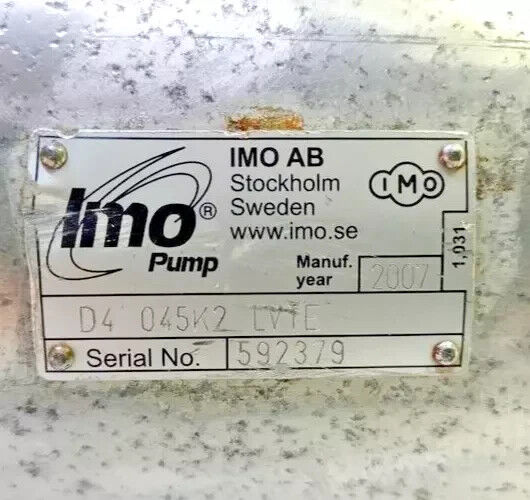 Imo®
Pump
IMO AB
Stockholm
Sweden
www.imo.se
IMO
Manuf.
year
2007
1,931
D4 045K2 LVTE
Serial No. 592379